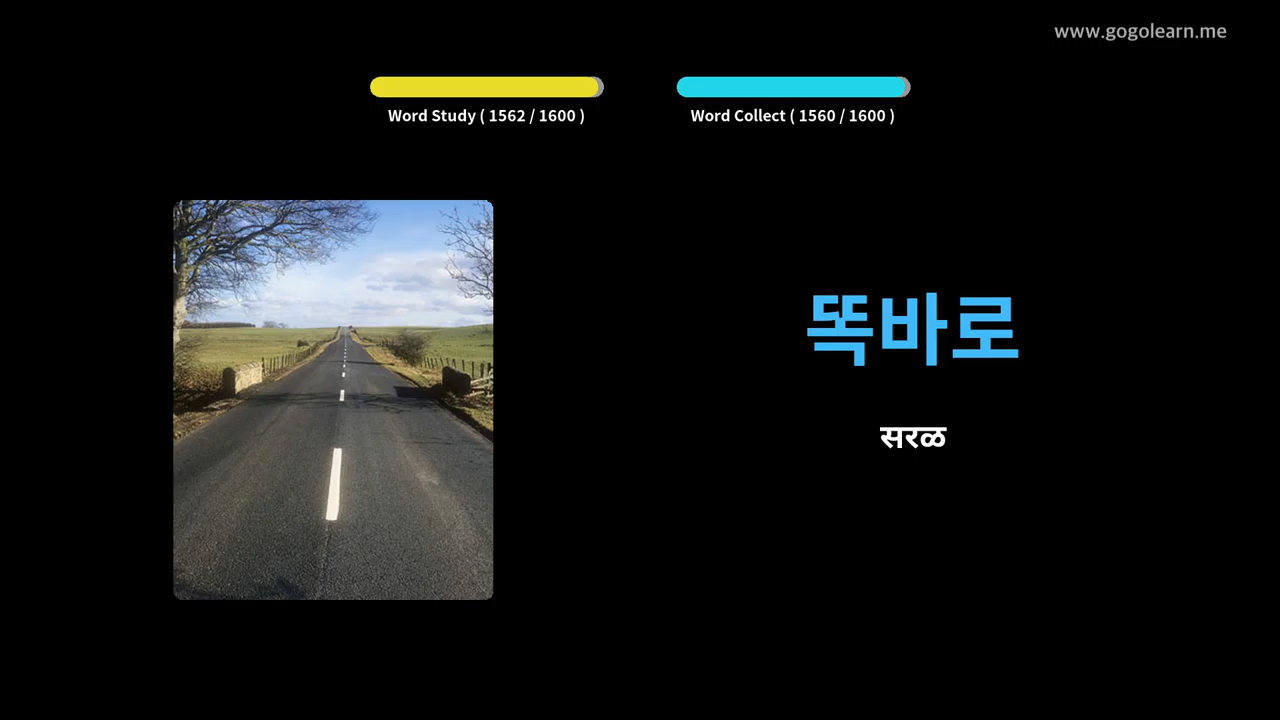 www.gogolearn.me
Word Study ( 1562 / 1600 )
Word Collect ( 1560 / 1600 )
똑바로
सरळ